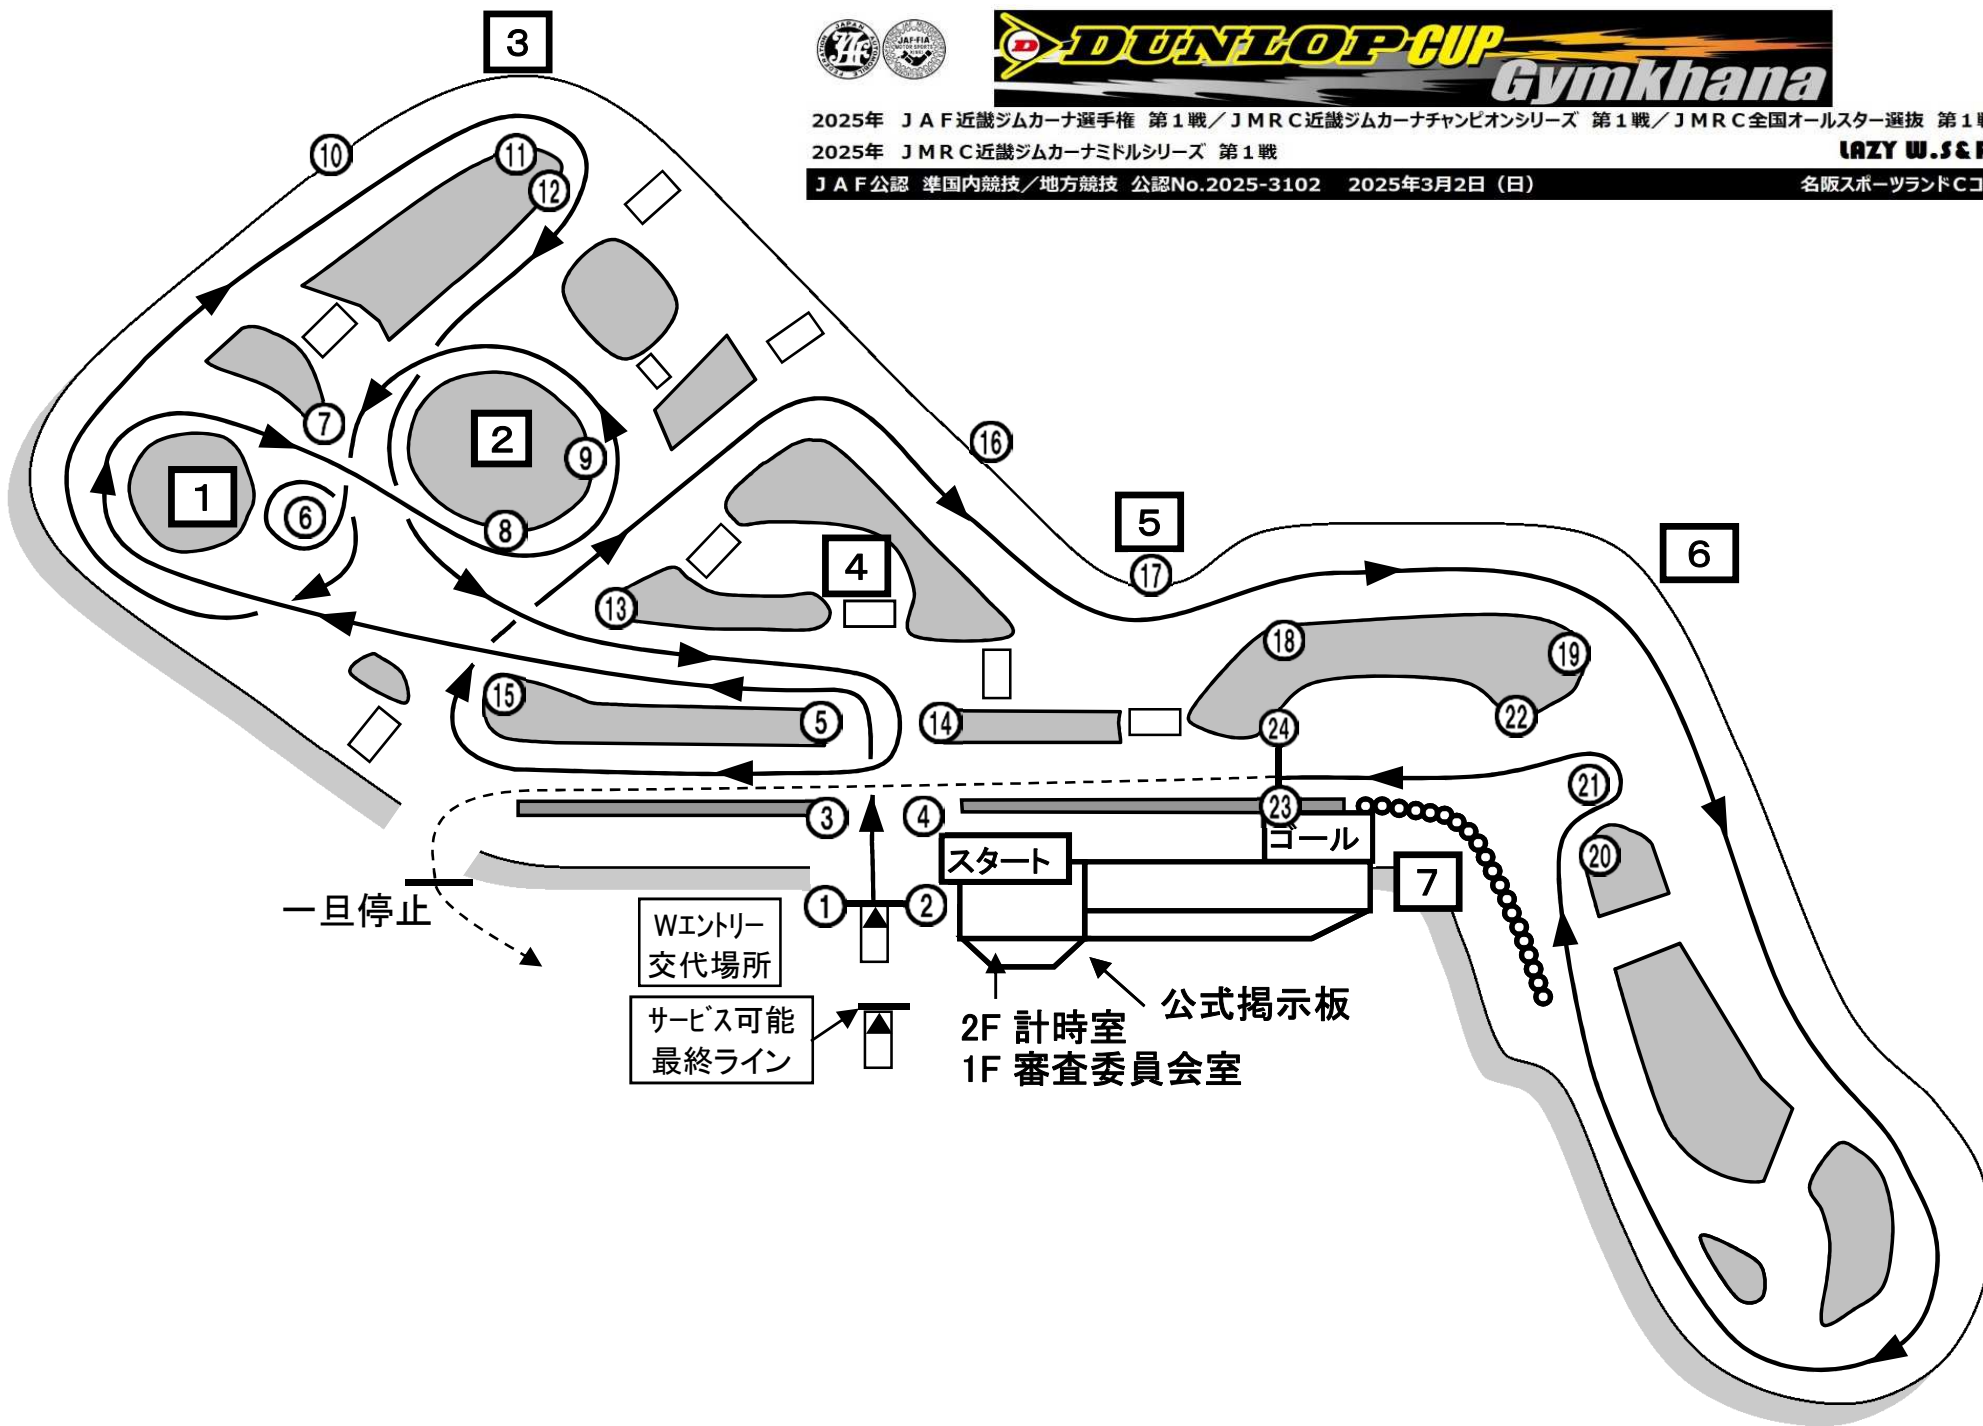 DUNLOP CUP
Gymkhana
2025年 ＪＡＦ近畿ジムカーナ選手権 第１戦／ＪＭＲＣ近畿ジムカーナチャンピオンシリーズ 第１戦／ＪＭＲＣ全国オールスター選抜 第１戦
2025年 ＪＭＲＣ近畿ジムカーナミドルシリーズ 第１戦
LAZY W.S&
ＪＡＦ公認 準国内競技／地方競技 公認No.2025-3102 2025年3月2日（日）
名阪スポーツランドＣコ
3
10
11
12
7
2
9
1
6
8
16
5
17
4
13
6
18
19
15
5
14
24
22
21
3
4
23
ゴール
スタート
20
7
一旦停止
1
2
Wエントリー
交代場所
サービス可能
最終ライン
公式掲示板
2F 計時室
1F 審査委員会室